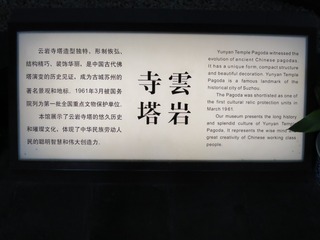 云岩寺塔造型独特、形制恢弘、
结构精巧、装饰华丽，是中国古代佛
塔演变的历史见证，成为古城苏州的
著名景观和地标。1961年3月被国务
院列为第一批全国重点文物保护单位。
本馆展示了云岩寺塔的悠久历史
和璀璨文化，体现了中华民族劳动人
民的聪明智慧和伟大创造力。
雲岩
寺塔
Yunyan Temple Pagoda witnessed the
evolution of ancient Chinese pagodas.
It has a unique form, compact structure
and beautiful decoration. Yunyan Temple
Pagoda is a famous landmark of the
historical city of Suzhou.
The Pagoda was shortlisted as one of
the first cultural relic protection units in
March 1961.
Our museum presents the long history
and splendid culture of Yunyan Temple
Pagoda. It represents the wise mind and
great creativity of Chinese working class
people.